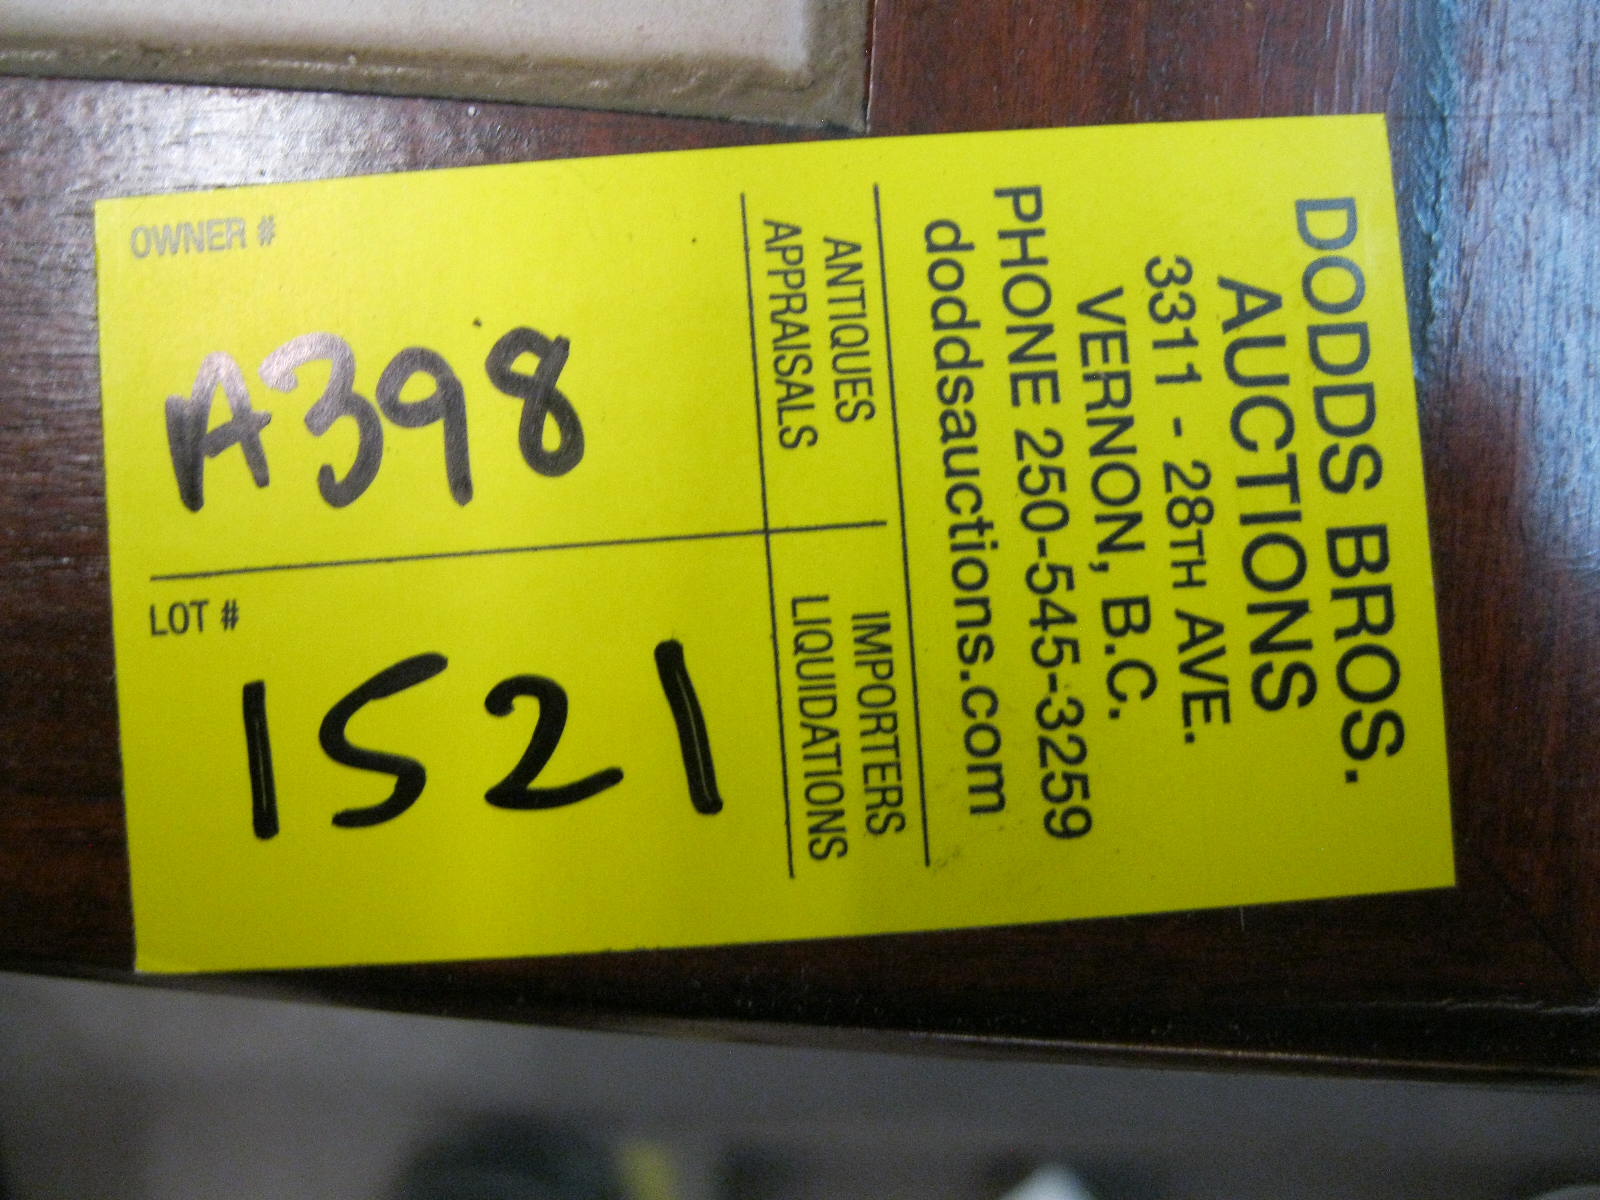 DODDS BROS.
AUCTIONS
3311 - 28TH AVE.
VERNON, B.C.
PHONE 250-545-3259
doddsauctions.com
ANTIQUES
APPRAISALS
IMPORTERS
LIQUIDATIONS
OWNER #
A398
LOT #
1521